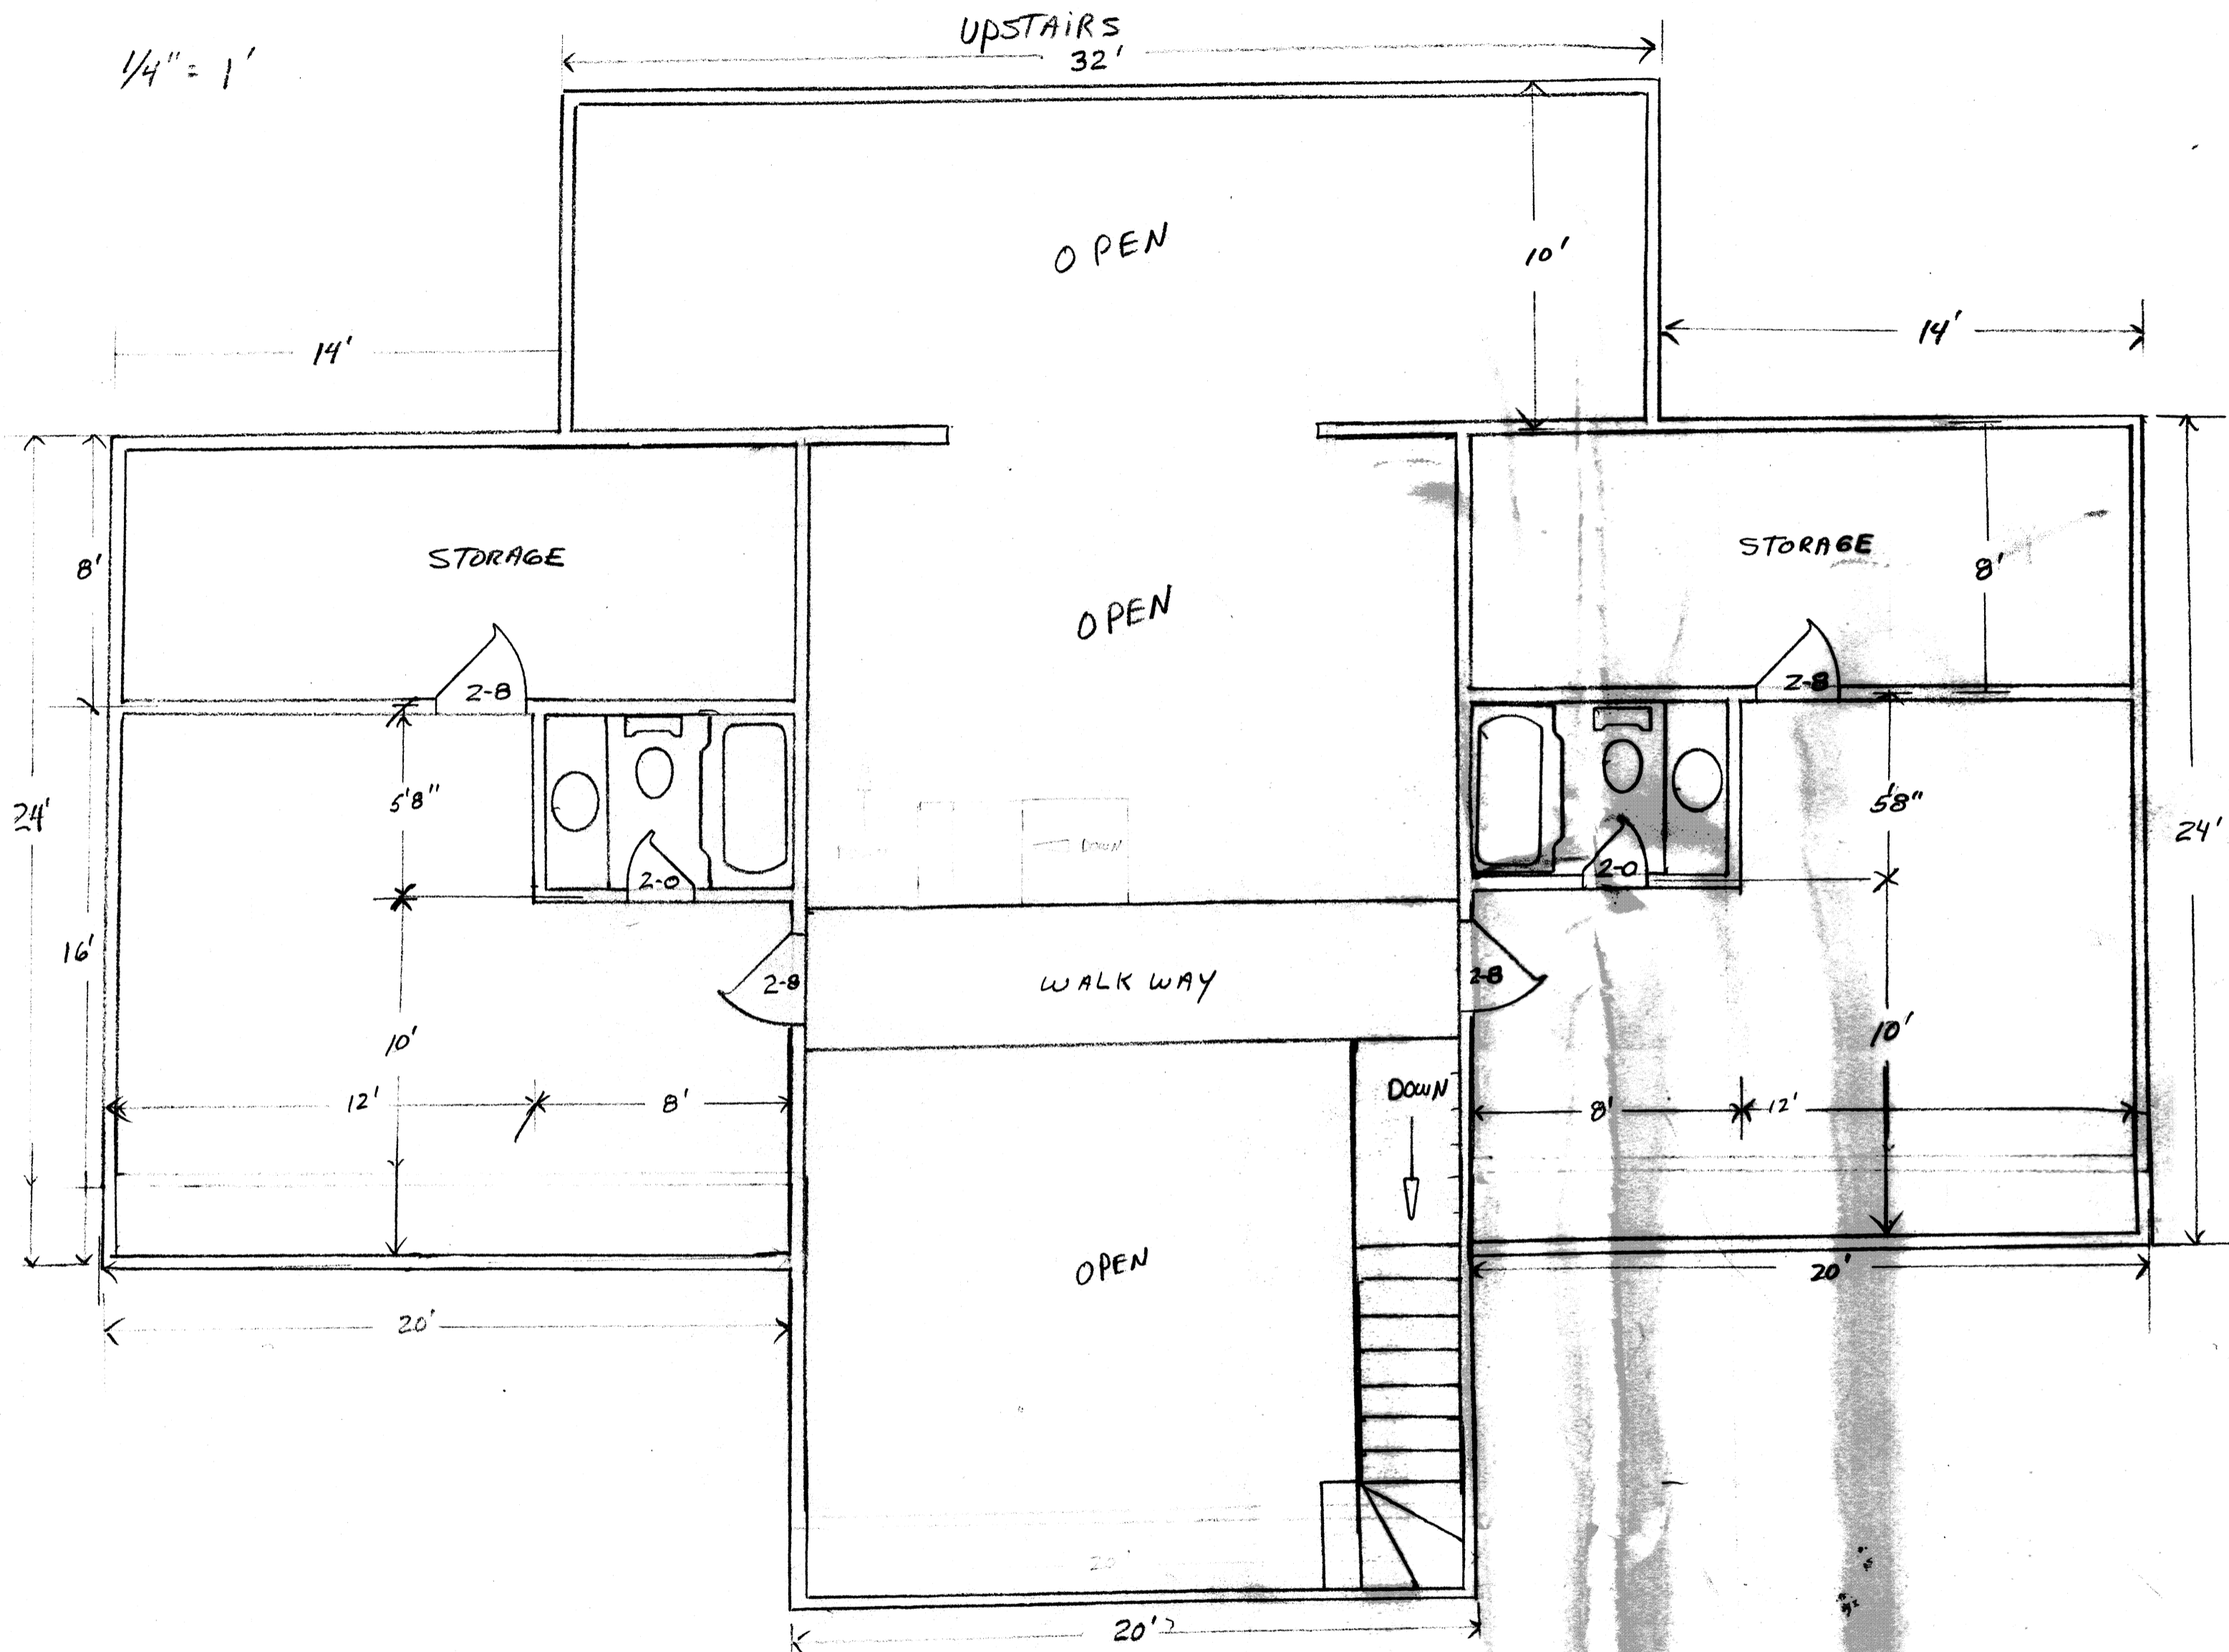 UPSTAIRS
1/4" = 1'
32'
OPEN
10'
14'
14'
8'
STORAGE
OPEN
STORAGE
8'
2-8
2-8
24'
5'8"
2-0
DOWN
2-0
5'8"
24'
16'
2-8
WALK WAY
2-8
10'
10'
12'
8'
DOWN
8'
12'
OPEN
20'
20'
20'
20'